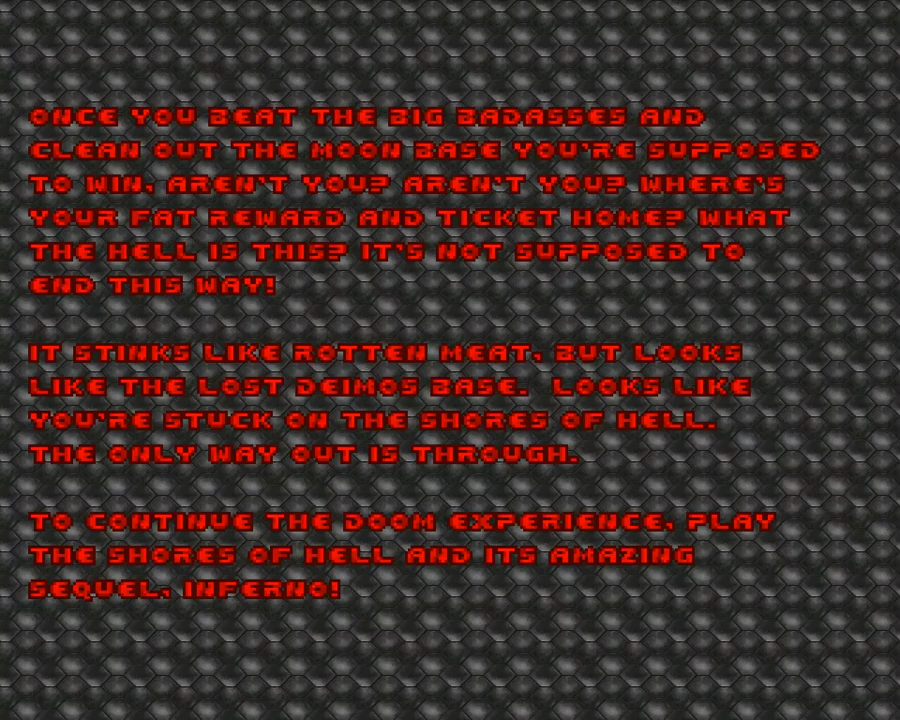 ONCE YOU BEAT THE BIG BADASSES AND
CLEAN OUT THE MOON BASE YOU'RE SUPPOSED
TO WIN, AREN'T YOU? AREN'T YOU? WHERE'S
YOUR FAT REWARD AND TICKET HOME? WHAT
THE HELL IS THIS? IT'S NOT SUPPOSED TO
END THIS WAY!
IT STINKS LIKE ROTTEN MEAT, BUT LOOKS
LIKE THE LOST DEIMOS BASE.  LOOKS LIKE
YOU'RE STUCK ON THE SHORES OF HELL.
THE ONLY WAY OUT IS THROUGH.
TO CONTINUE THE DOOM EXPERIENCE, PLAY
THE SHORES OF HELL AND ITS AMAZING
SEQUEL, INFERNO!